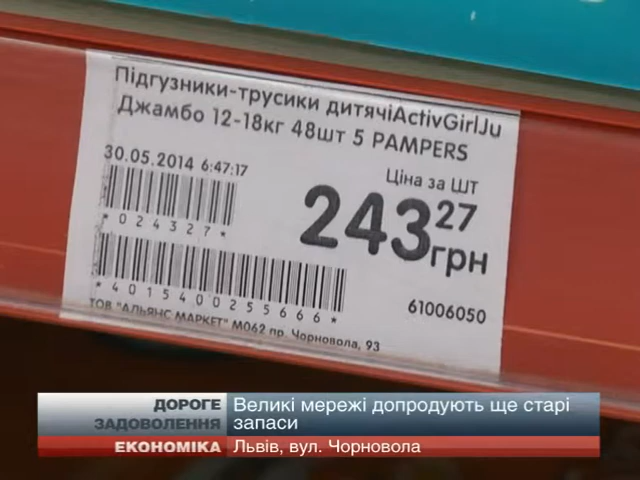 Підгузники-трусики дитячіActivGirlJu
Джамбо 12-18кг 48шт 5 PAMPERS
30.05.2014 6:47:17
Ціна за ШТ
*024327*
243 27
грн
*4015400255666*
61006050
ТОВ "АЛЬЯНС МАРКЕТ" М062 пр. Чорновола, 93
ДОРОГЕ
ЗАДОВОЛЕННЯ
Великі мережі допродують ще старі
запаси
ЕКОНОМІКА
Львів, вул. Чорновола